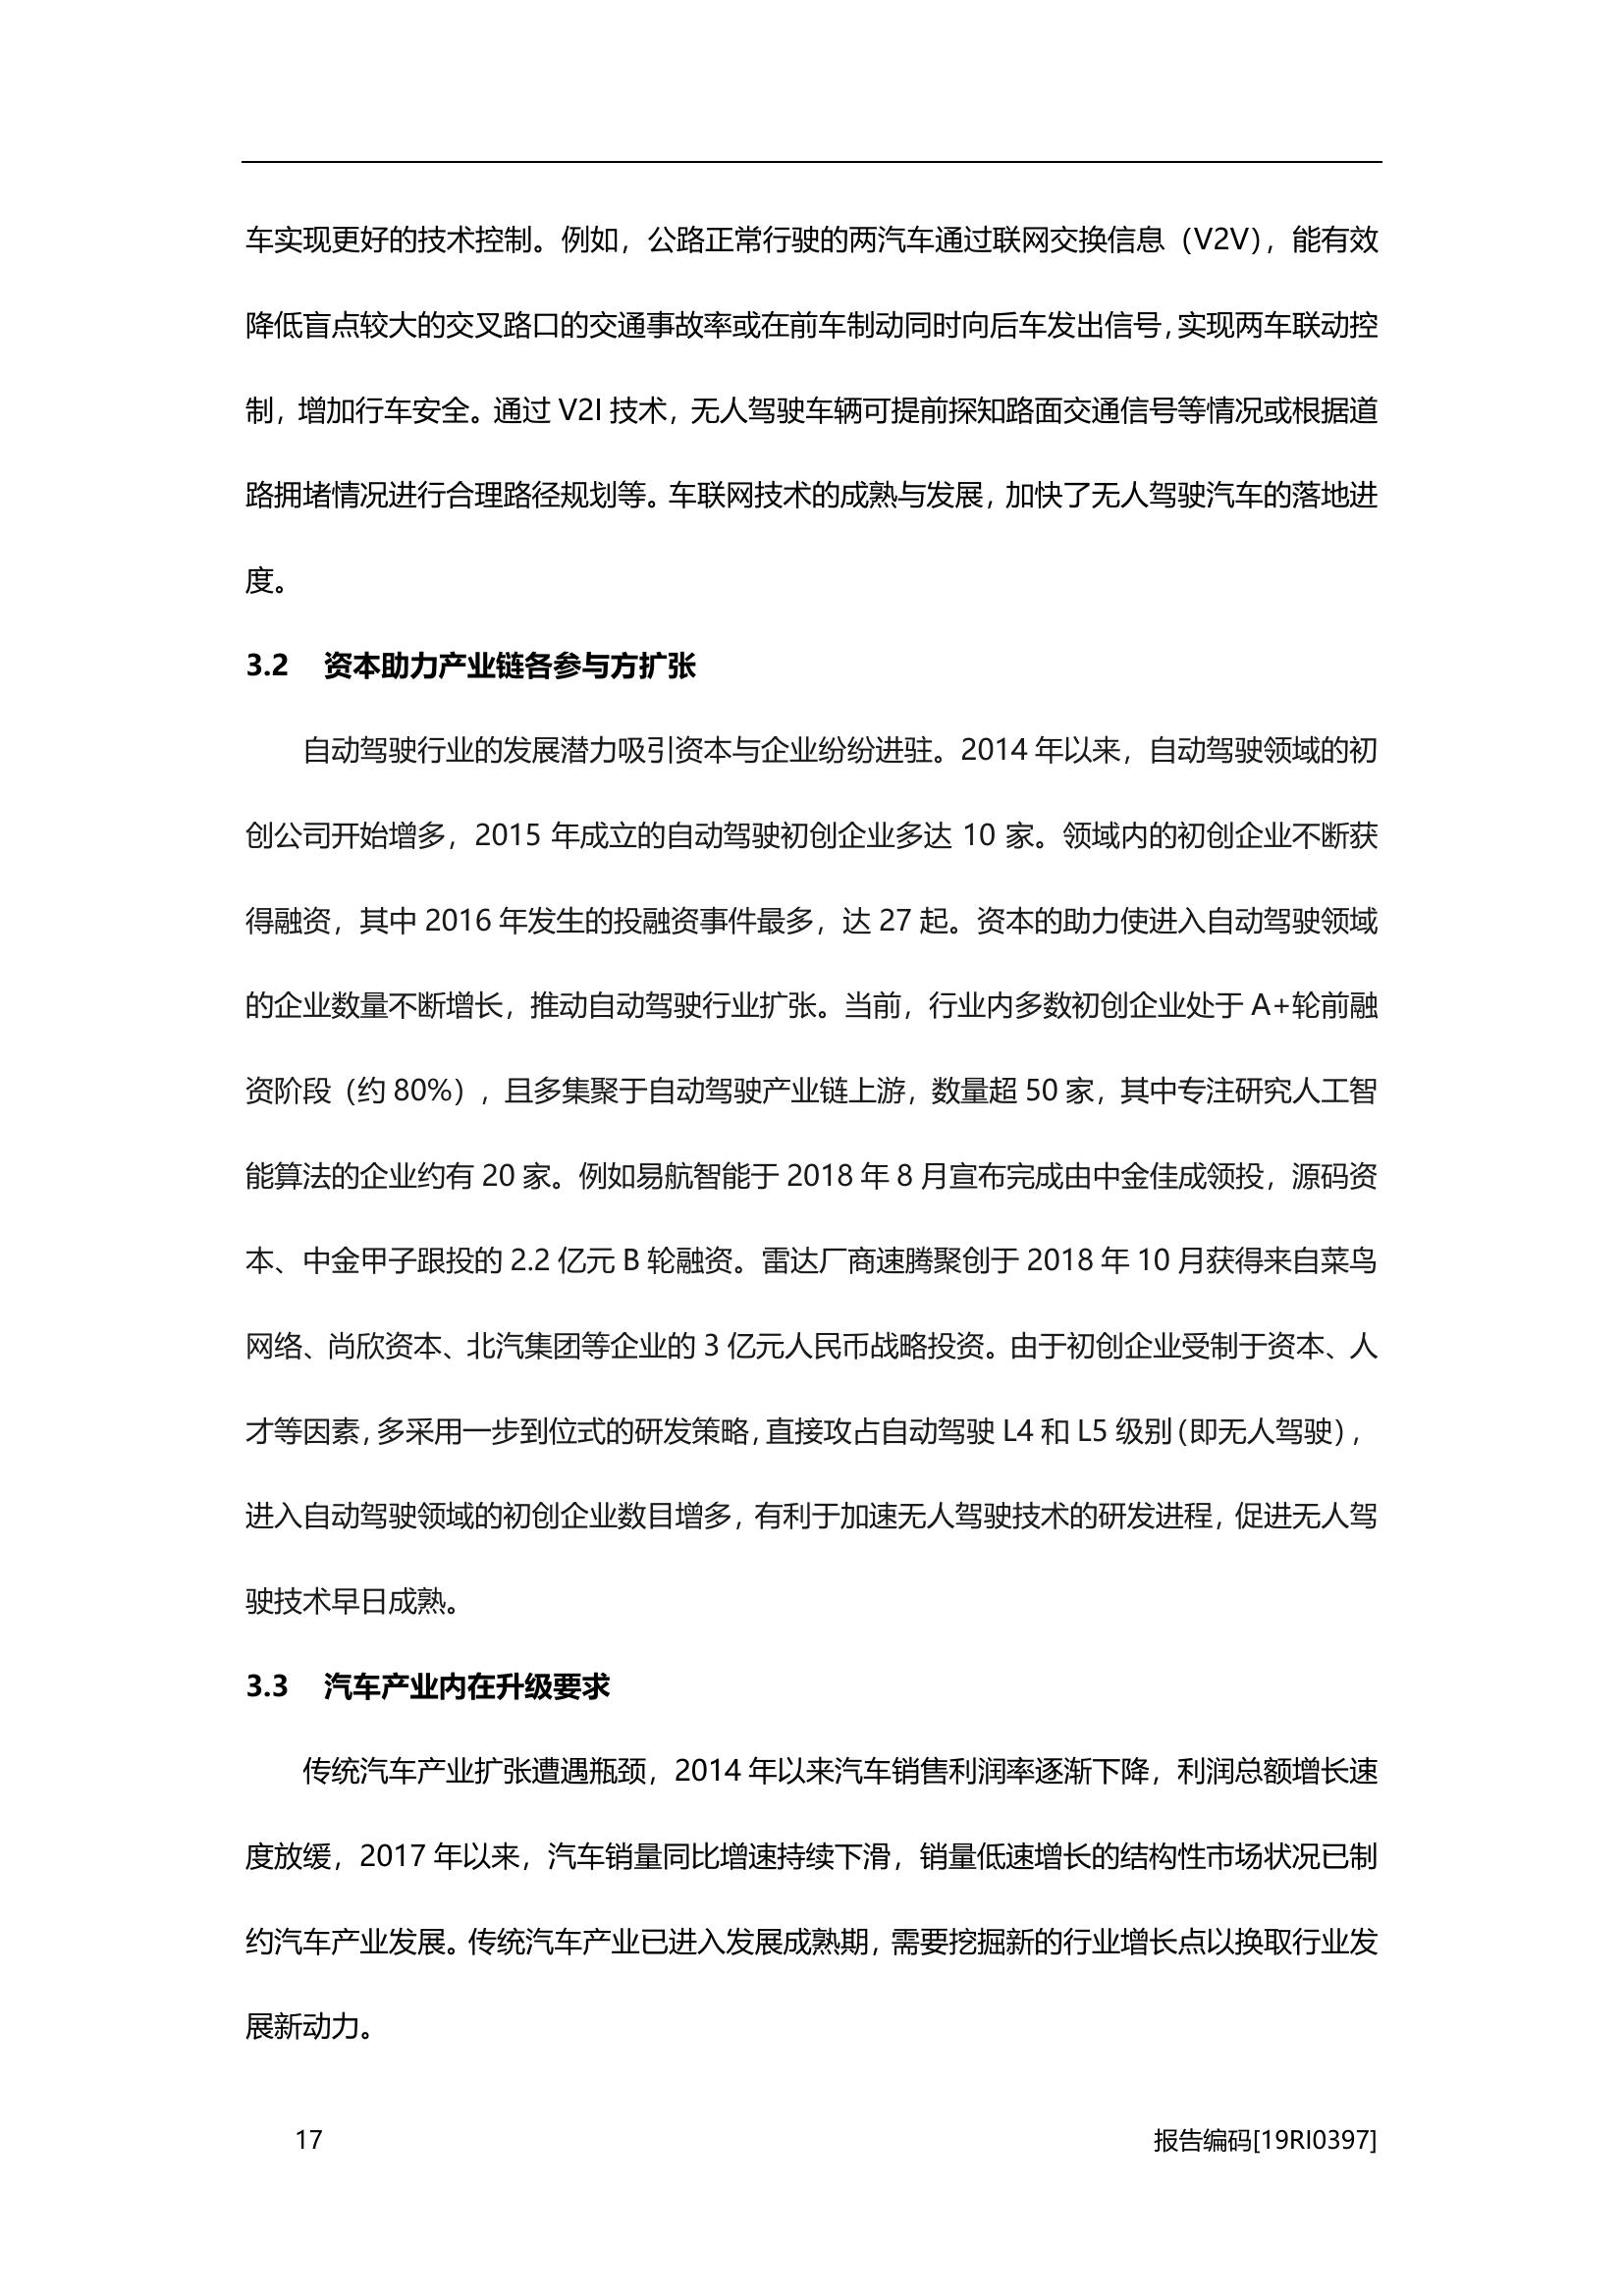 车实现更好的技术控制。例如，公路正常行驶的两汽车通过联网交换信息（V2V），能有效
降低盲点较大的交叉路口的交通事故率或在前车制动同时向后车发出信号，实现两车联动控
制，增加行车安全。通过 V2I 技术，无人驾驶车辆可提前探知路面交通信号等情况或根据道
路拥堵情况进行合理路径规划等。车联网技术的成熟与发展，加快了无人驾驶汽车的落地进
度。
3.2 资本助力产业链各参与方扩张
自动驾驶行业的发展潜力吸引资本与企业纷纷进驻。2014 年以来，自动驾驶领域的初
创公司开始增多，2015 年成立的自动驾驶初创企业多达 10 家。领域内的初创企业不断获
得融资，其中 2016 年发生的投融资事件最多，达 27 起。资本的助力使进入自动驾驶领域
的企业数量不断增长，推动自动驾驶行业扩张。当前，行业内多数初创企业处于 A+轮前融
资阶段（约 80%），且多集聚于自动驾驶产业链上游，数量超 50 家，其中专注研究人工智
能算法的企业约有 20 家。例如易航智能于 2018 年 8 月宣布完成由中金佳成领投，源码资
本、中金甲子跟投的 2.2 亿元 B 轮融资。雷达厂商速腾聚创于 2018 年 10 月获得来自菜鸟
网络、尚欣资本、北汽集团等企业的 3 亿元人民币战略投资。由于初创企业受制于资本、人
才等因素，多采用一步到位式的研发策略，直接攻占自动驾驶 L4 和 L5 级别（即无人驾驶），
进入自动驾驶领域的初创企业数目增多，有利于加速无人驾驶技术的研发进程，促进无人驾
驶技术早日成熟。
3.3 汽车产业内在升级要求
传统汽车产业扩张遭遇瓶颈，2014 年以来汽车销售利润率逐渐下降，利润总额增长速
度放缓，2017 年以来，汽车销量同比增速持续下滑，销量低速增长的结构性市场状况已制
约汽车产业发展。传统汽车产业已进入发展成熟期，需要挖掘新的行业增长点以换取行业发
展新动力。
17 报告编码[19RI0397]